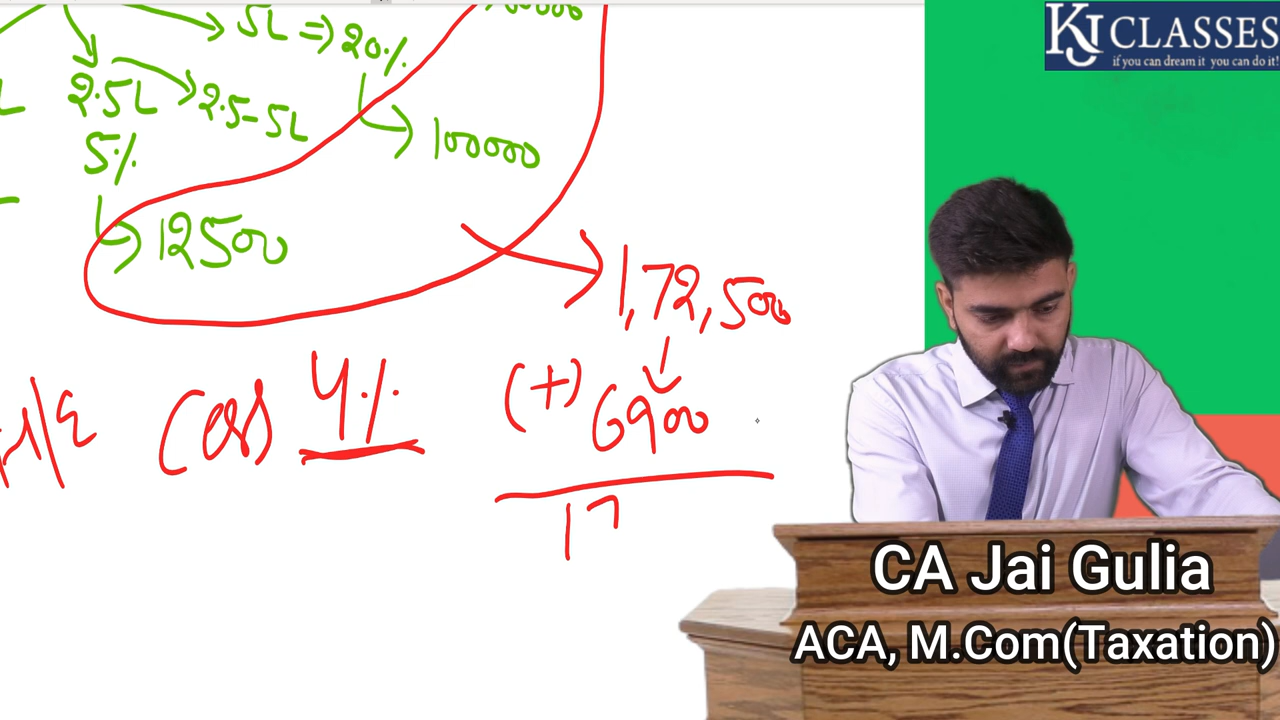 5L => 20%
2.5L
2.5-5L
5%
100000
12500
1,72,500
H/E Cess 4%
(+) 6900
17
KJ CLASSES
if you can dream it you can do it!
CA Jai Gulia
ACA, M.Com(Taxation)